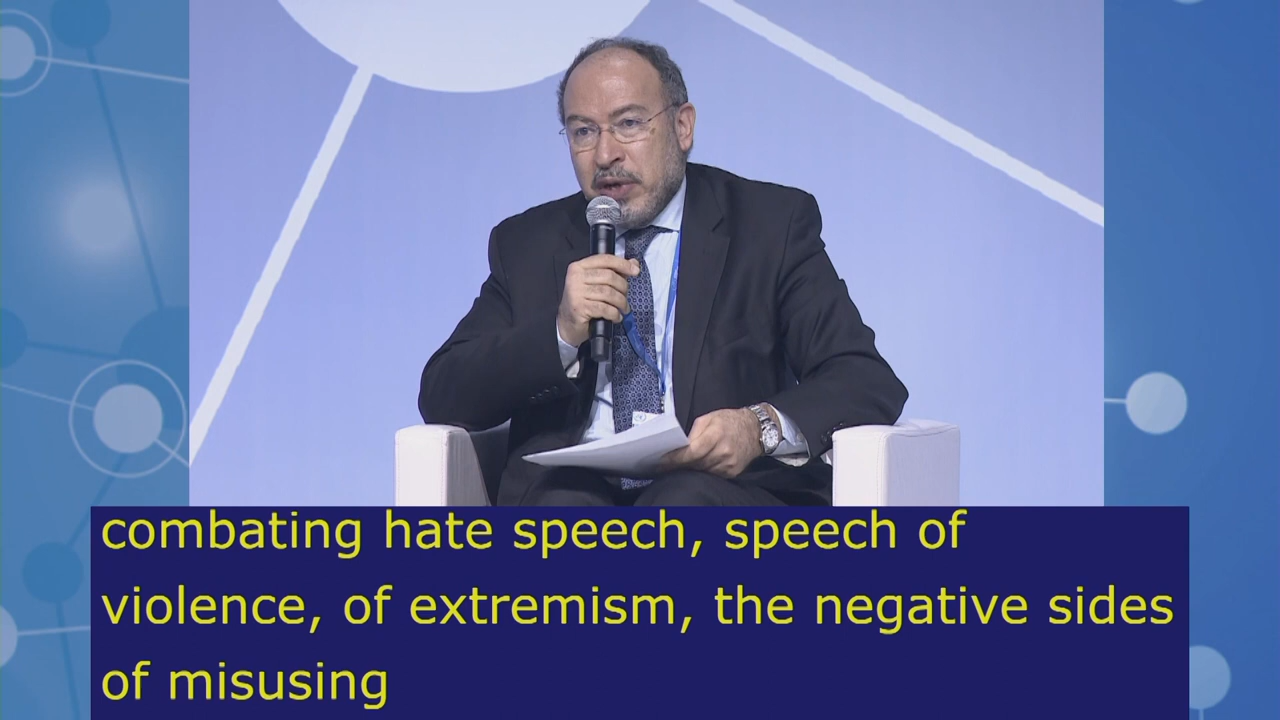 combating hate speech, speech of
violence, of extremism, the negative sides
of misusing